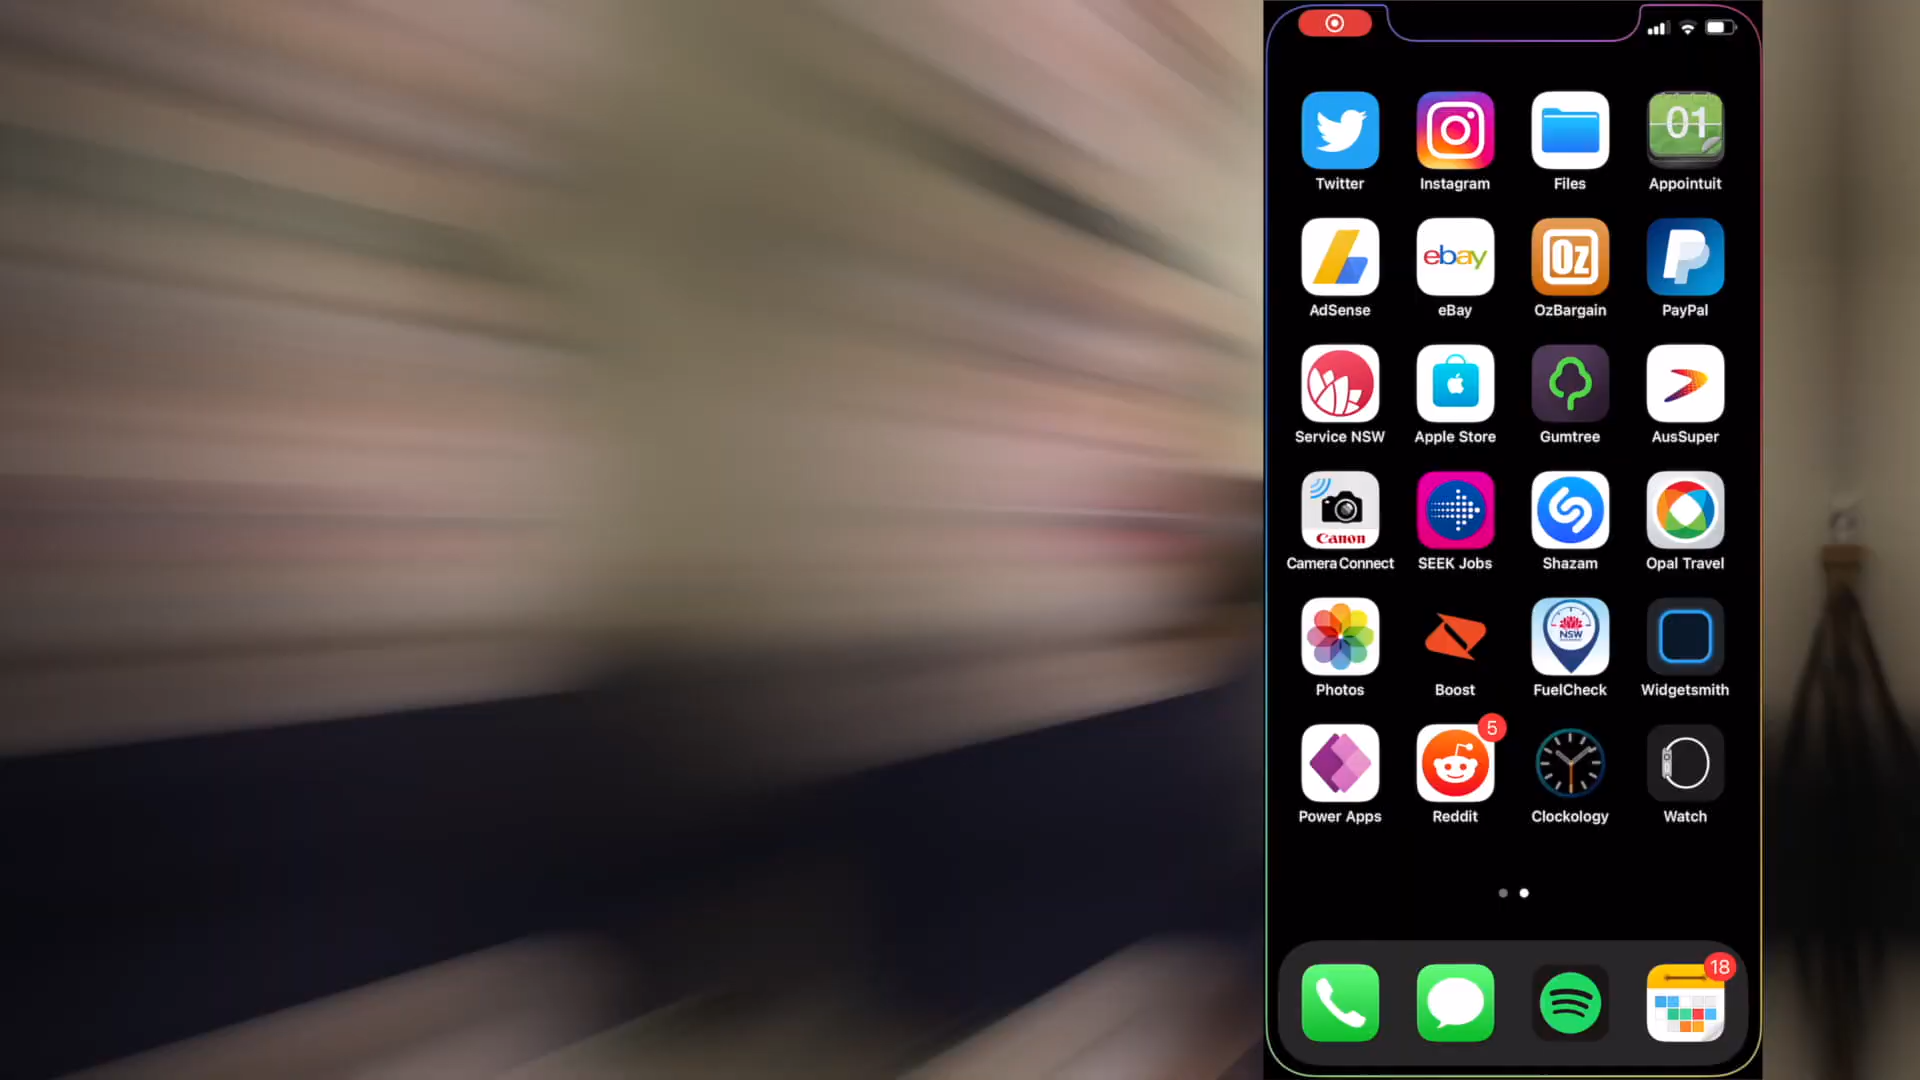 Twitter Instagram Files Appointuit
01
ebay
Oz
AdSense eBay OzBargain PayPal
Service NSW Apple Store Gumtree AusSuper
Canon
Camera Connect SEEK Jobs Shazam Opal Travel
NSW
Photos Boost FuelCheck Widgetsmith
5
Power Apps Reddit Clockology Watch
18